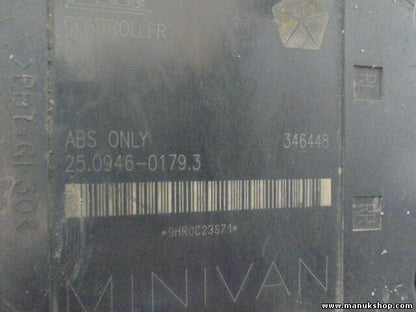 CONTROLLER
ABS ONLY
346448
25.0946-0179.3
*9HR0C23S71*
MINIVAN
www.manukshop.com